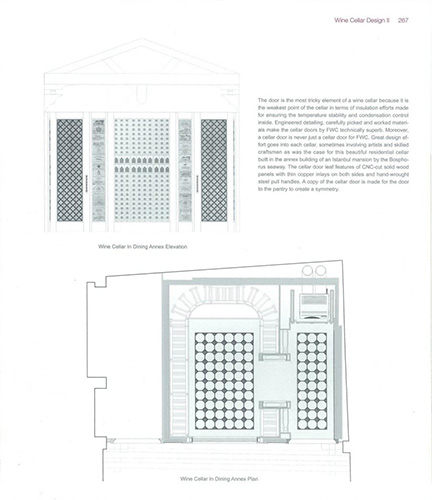 Wine Cellar Design II 267
The door is the most tricky element of a wine cellar because it is
the weakest point of the cellar in terms of insulation efforts made
for ensuring the temperature stability and condensation control
inside. Engineered detailing, carefully picked and worked materi-
als make the cellar doors by FWC technically superb. Moreover,
a cellar door is never just a cellar door for FWC. Great design ef-
fort goes into each cellar, sometimes involving artists and skilled
craftsmen as was the case for this beautiful residential cellar
built in the annex building of an Istanbul mansion by the Bospho-
rus seaway. The cellar door leaf features of CNC-cut solid wood
panels with thin copper inlays on both sides and hand-wrought
steel pull handles. A copy of the cellar door is made for the door
to the pantry to create a symmetry.
Wine Cellar In Dining Annex Elevation
Wine Cellar In Dining Annex Plan